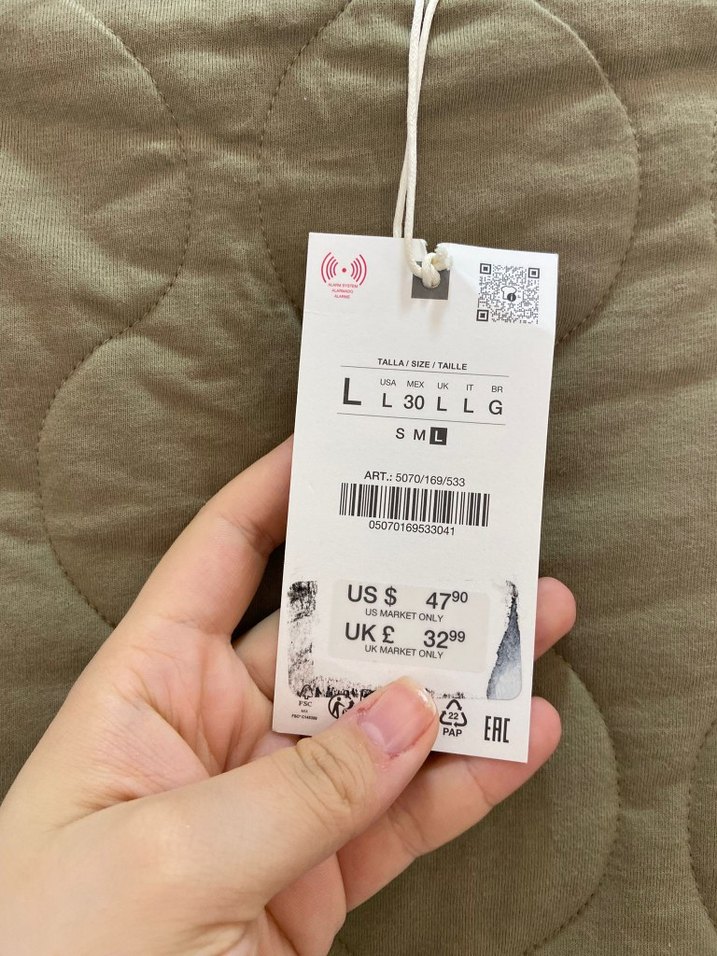 ALARM SYSTEM
ALARMADO
ALARME
TALLA / SIZE / TAILLE
USA MEX UK IT BR
L L 30 L L G
S M L
ART.: 5070/169/533
05070169533041
US $ 47⁹⁰
US MARKET ONLY
UK £ 32⁹⁹
UK MARKET ONLY
FSC
MIX
22
PAP
EAC